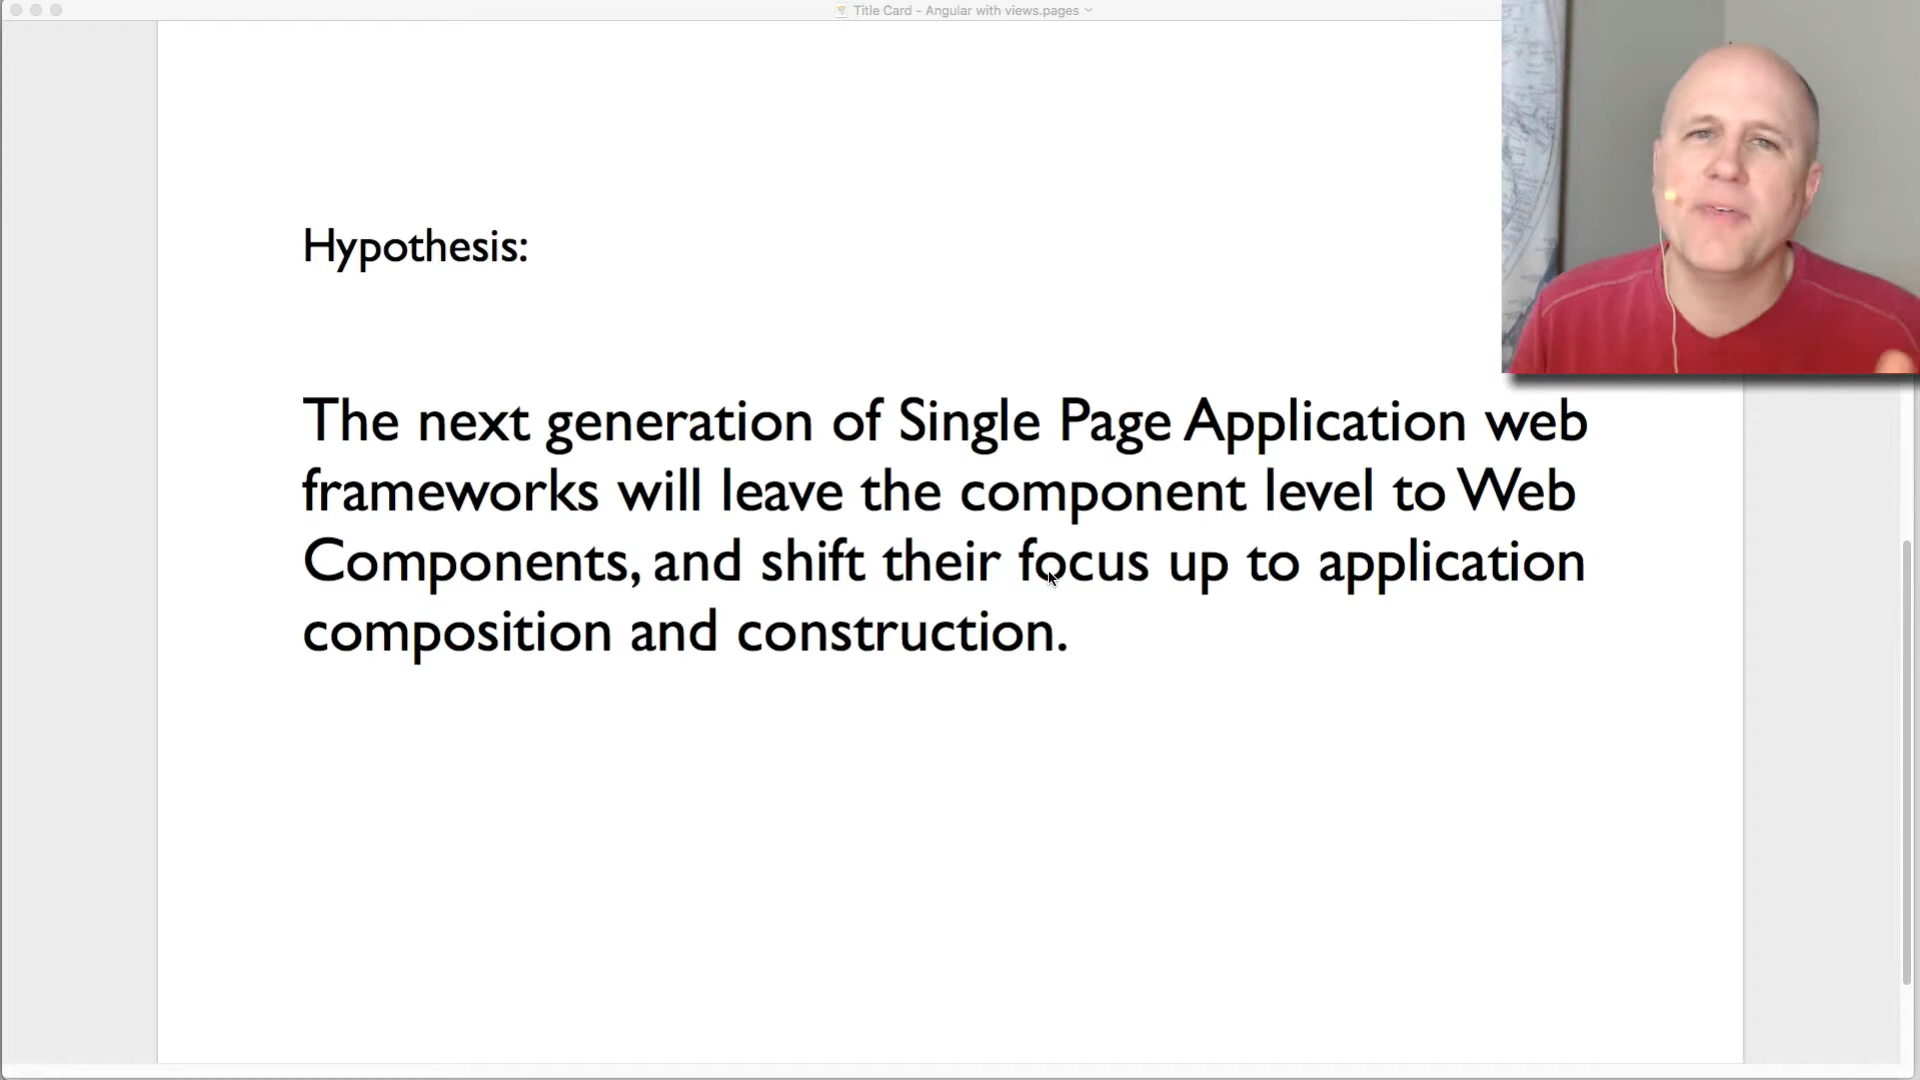 Title Card - Angular with views.pages
Hypothesis:
The next generation of Single Page Application web
frameworks will leave the component level to Web
Components, and shift their focus up to application
composition and construction.